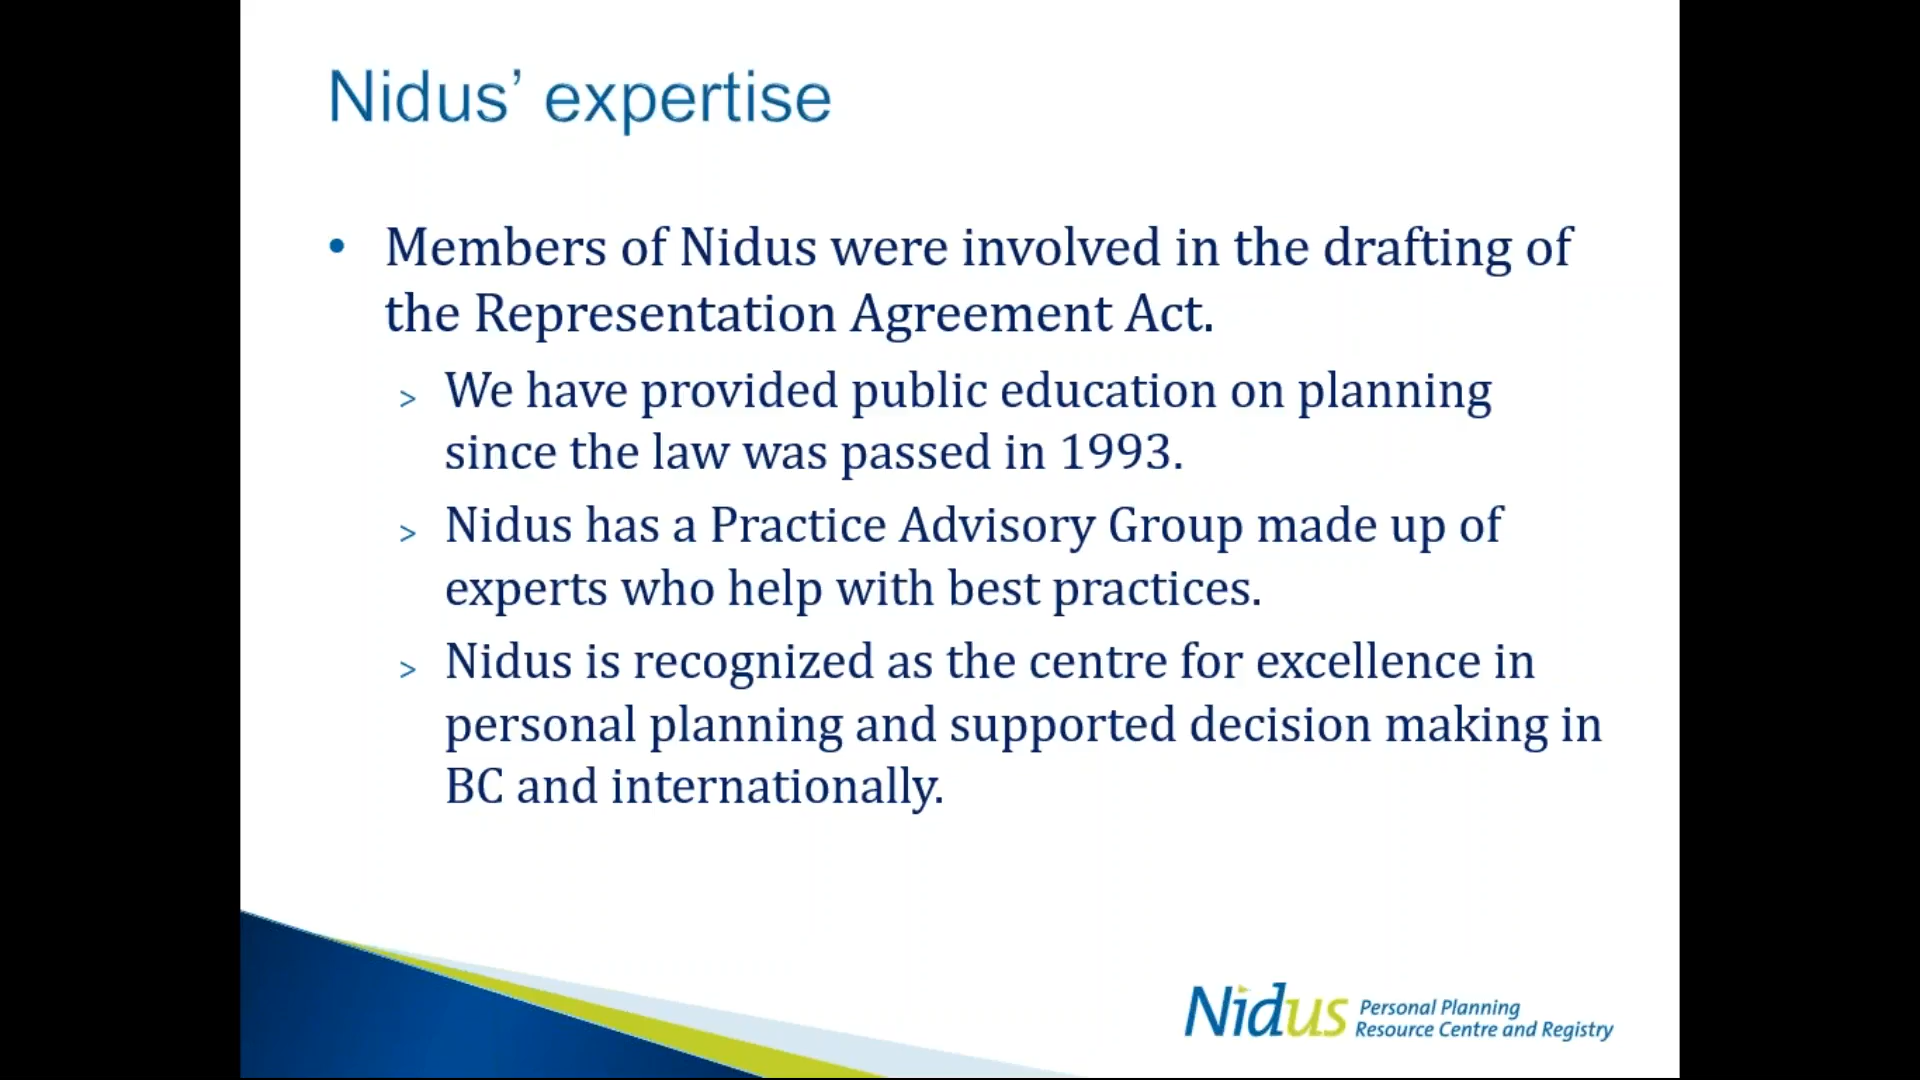 Nidus’ expertise
• Members of Nidus were involved in the drafting of
the Representation Agreement Act.
> We have provided public education on planning
since the law was passed in 1993.
> Nidus has a Practice Advisory Group made up of
experts who help with best practices.
> Nidus is recognized as the centre for excellence in
personal planning and supported decision making in
BC and internationally.
Nidus Personal Planning
Resource Centre and Registry